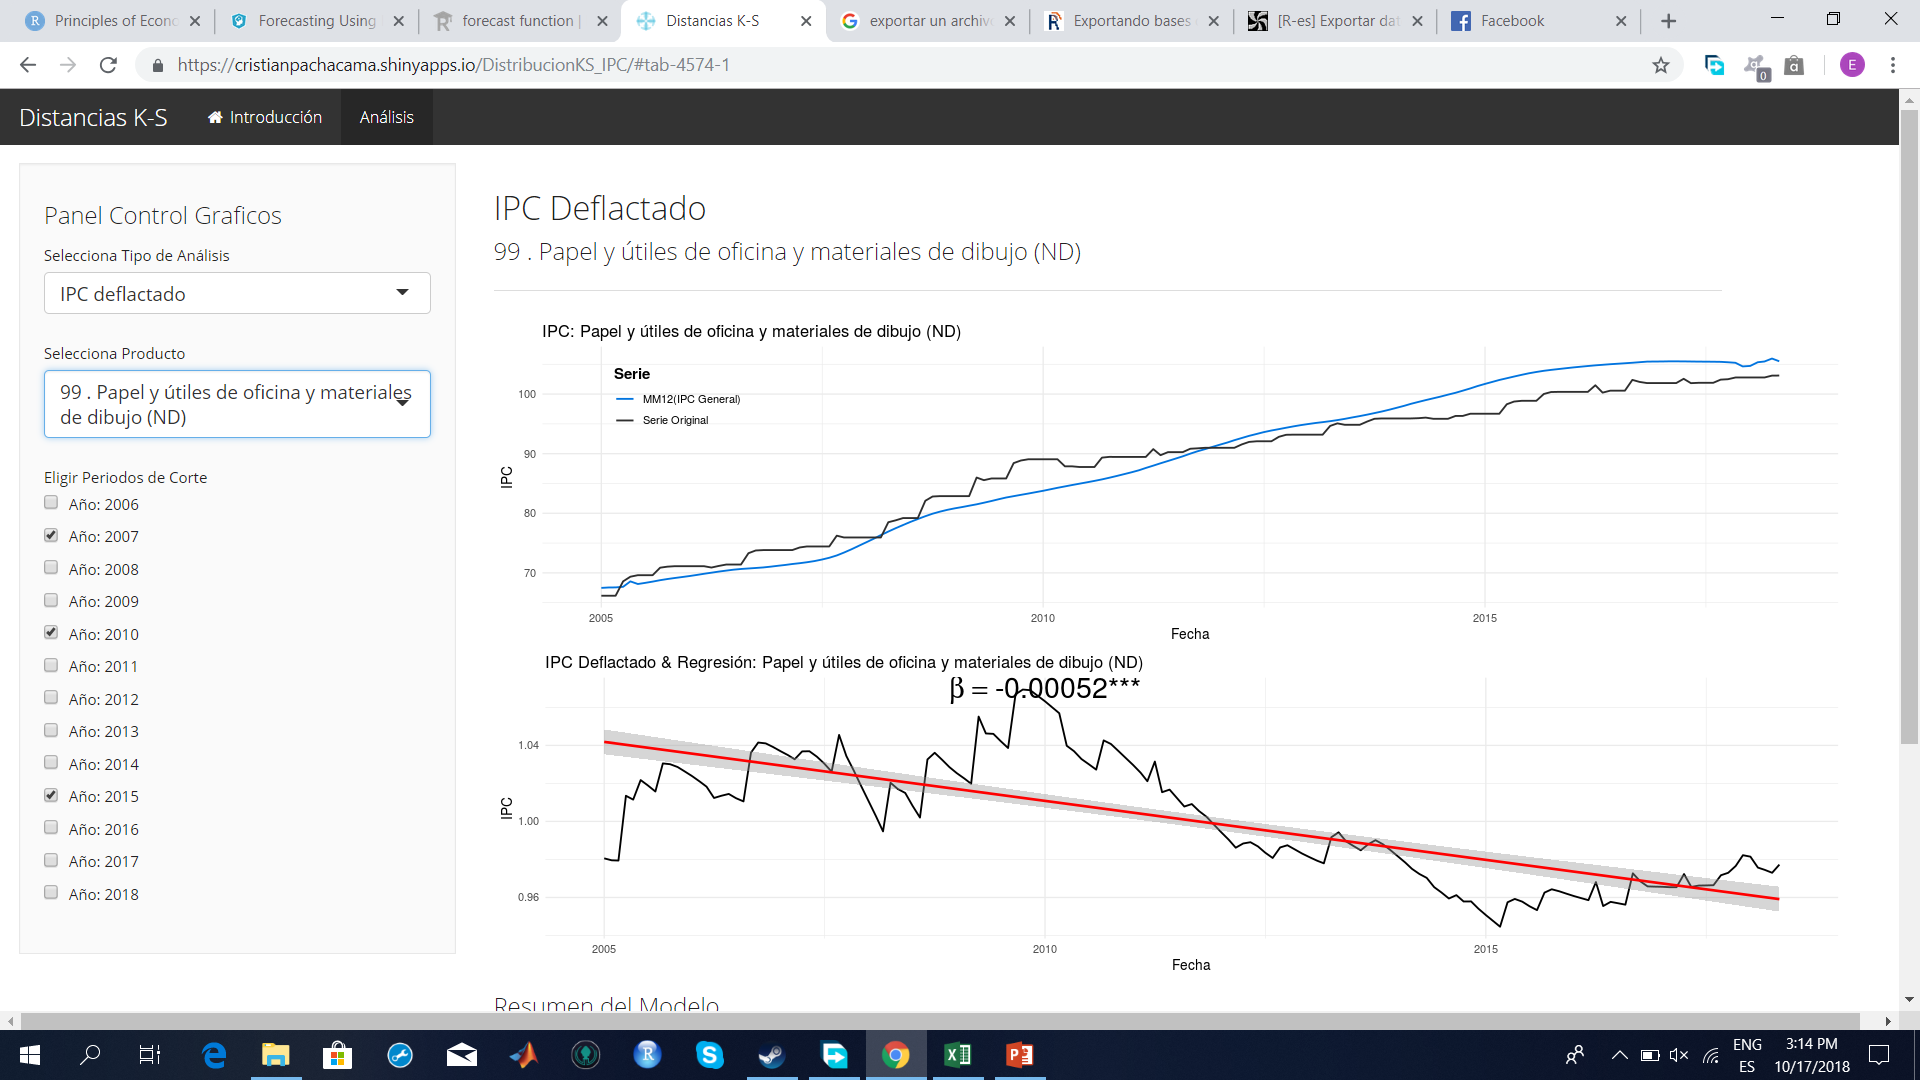 Principles of Econo
Forecasting Using
forecast function |
Distancias K-S
exportar un archivo
Exportando bases
[R-es] Exportar dat
Facebook
https://cristianpachacama.shinyapps.io/DistribucionKS_IPC/#tab-4574-1
0
E
Distancias K-S
Introducción
Análisis
Panel Control Graficos
Selecciona Tipo de Análisis
IPC deflactado
Selecciona Producto
99 . Papel y útiles de oficina y materiales
de dibujo (ND)
Eligir Periodos de Corte
Año: 2006
Año: 2007
Año: 2008
Año: 2009
Año: 2010
Año: 2011
Año: 2012
Año: 2013
Año: 2014
Año: 2015
Año: 2016
Año: 2017
Año: 2018
IPC Deflactado
99 . Papel y útiles de oficina y materiales de dibujo (ND)
IPC: Papel y útiles de oficina y materiales de dibujo (ND)
Serie
MM12(IPC General)
Serie Original
100
90
80
70
IPC
2005
2010
2015
Fecha
IPC Deflactado & Regresión: Papel y útiles de oficina y materiales de dibujo (ND)
β = -0.00052***
1.04
1.00
0.96
IPC
2005
2010
2015
Fecha
Resumen del Modelo
ENG
ES
3:14 PM
10/17/2018